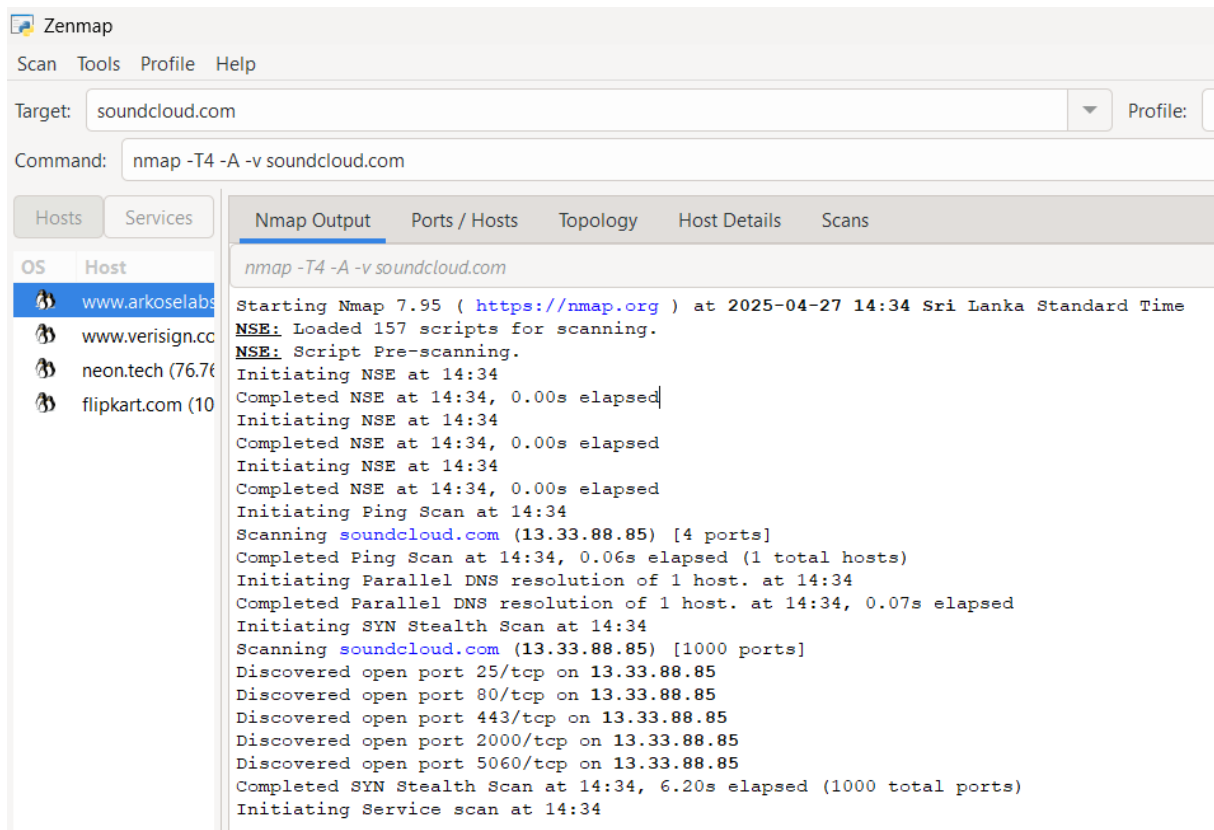 Zenmap
Scan Tools Profile Help
Target: soundcloud.com Profile:
Command: nmap -T4 -A -v soundcloud.com
Hosts Services
Nmap Output Ports / Hosts Topology Host Details Scans
OS Host
www.arkoselabs
www.verisign.co
neon.tech (76.76
flipkart.com (10
nmap -T4 -A -v soundcloud.com
Starting Nmap 7.95 ( https://nmap.org ) at 2025-04-27 14:34 Sri Lanka Standard Time
NSE: Loaded 157 scripts for scanning.
NSE: Script Pre-scanning.
Initiating NSE at 14:34
Completed NSE at 14:34, 0.00s elapsed
Initiating NSE at 14:34
Completed NSE at 14:34, 0.00s elapsed
Initiating NSE at 14:34
Completed NSE at 14:34, 0.00s elapsed
Initiating Ping Scan at 14:34
Scanning soundcloud.com (13.33.88.85) [4 ports]
Completed Ping Scan at 14:34, 0.06s elapsed (1 total hosts)
Initiating Parallel DNS resolution of 1 host. at 14:34
Completed Parallel DNS resolution of 1 host. at 14:34, 0.07s elapsed
Initiating SYN Stealth Scan at 14:34
Scanning soundcloud.com (13.33.88.85) [1000 ports]
Discovered open port 25/tcp on 13.33.88.85
Discovered open port 80/tcp on 13.33.88.85
Discovered open port 443/tcp on 13.33.88.85
Discovered open port 2000/tcp on 13.33.88.85
Discovered open port 5060/tcp on 13.33.88.85
Completed SYN Stealth Scan at 14:34, 6.20s elapsed (1000 total ports)
Initiating Service scan at 14:34